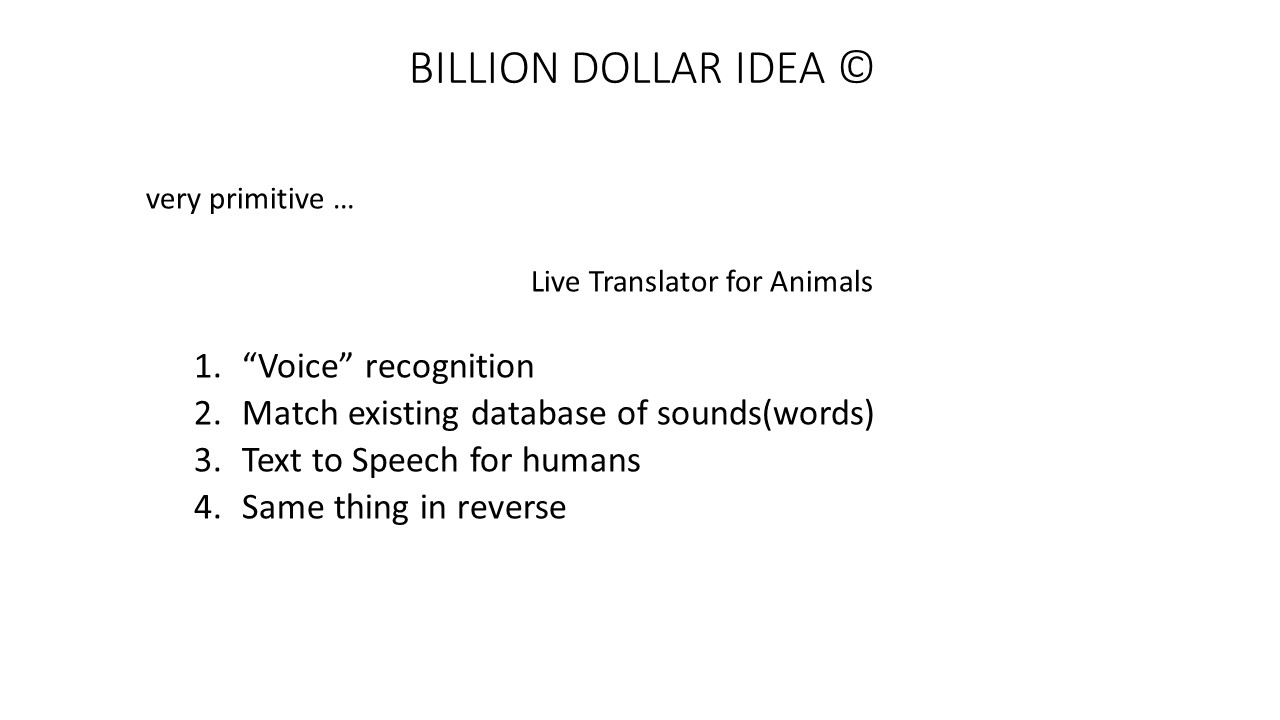 BILLION DOLLAR IDEA ©
very primitive …
Live Translator for Animals
1. “Voice” recognition
2. Match existing database of sounds(words)
3. Text to Speech for humans
4. Same thing in reverse